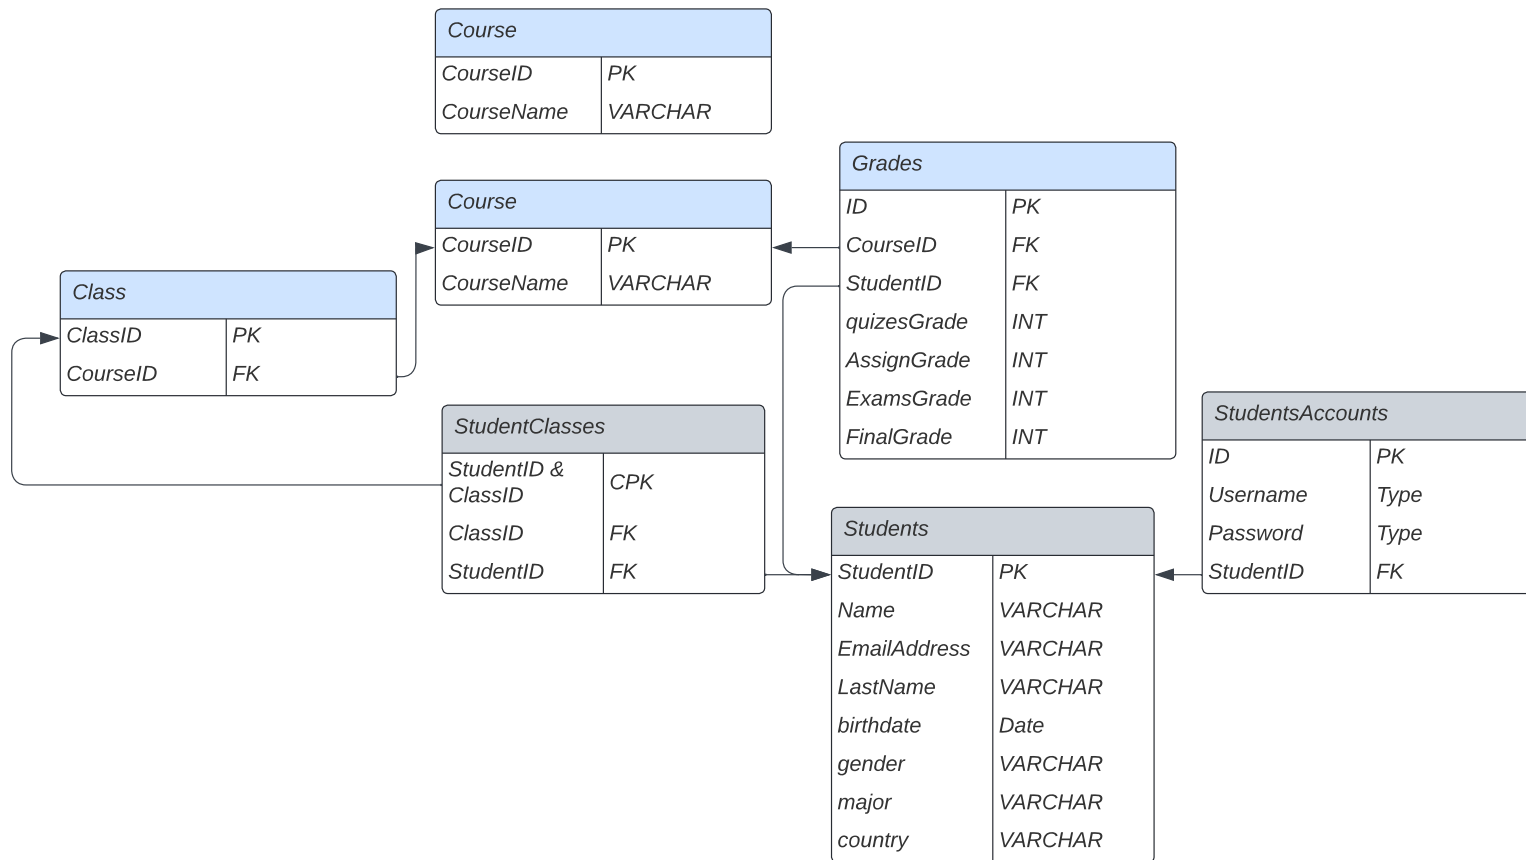 Course
CourseID PK
CourseName VARCHAR
Course
CourseID PK
CourseName VARCHAR
Grades
ID PK
CourseID FK
StudentID FK
quizesGrade INT
AssignGrade INT
ExamsGrade INT
FinalGrade INT
Class
ClassID PK
CourseID FK
StudentClasses
StudentID &
ClassID CPK
ClassID FK
StudentID FK
StudentsAccounts
ID PK
Username Type
Password Type
StudentID FK
Students
StudentID PK
Name VARCHAR
EmailAddress VARCHAR
LastName VARCHAR
birthdate Date
gender VARCHAR
major VARCHAR
country VARCHAR